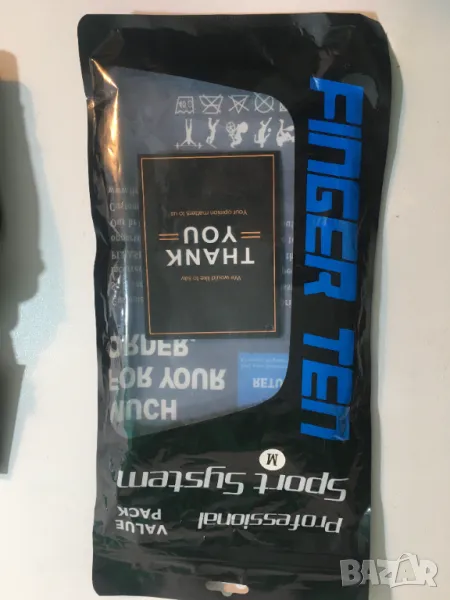 VALUE
PACK
Professional
Sport System
M
MUCH
FOR YOUR
ORDER.
RETU
We would like to say
THANK
YOU
Your opinion matters to us
FINGER TEN
BAZAR